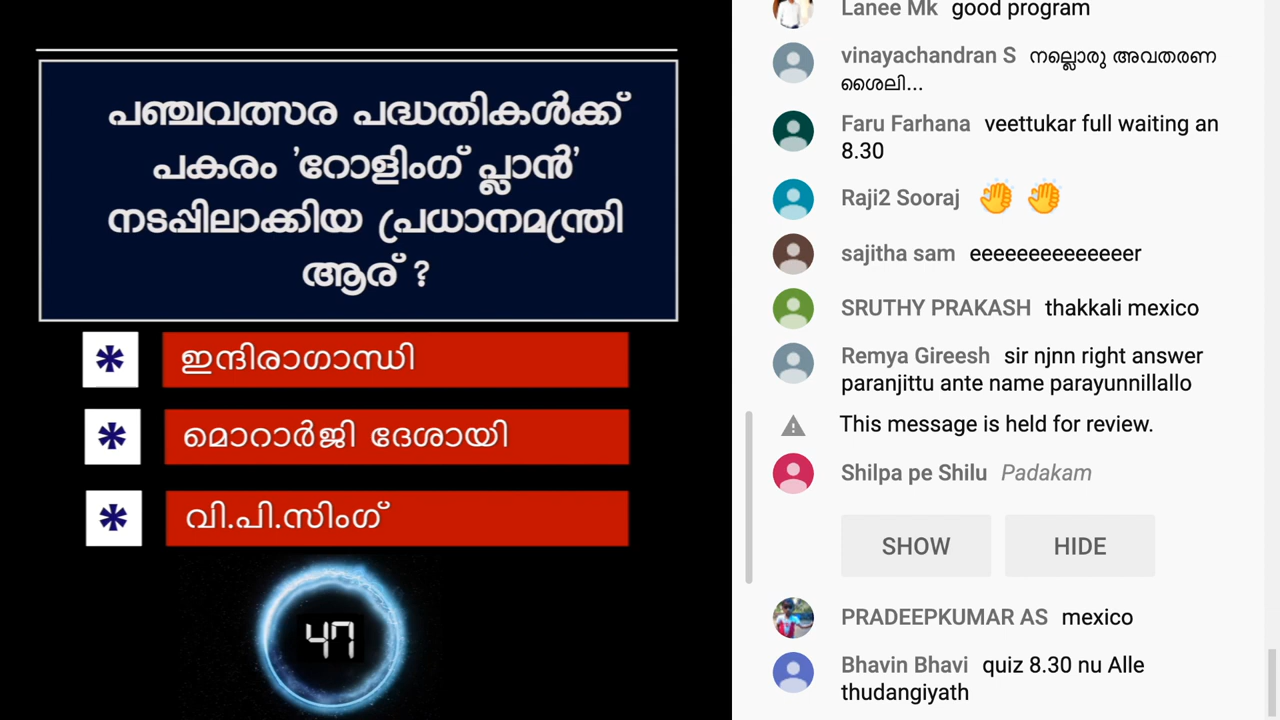 പഞ്ചവത്സര പദ്ധതികൾക്ക്
പകരം 'റോളിംഗ് പ്ലാൻ'
നടപ്പിലാക്കിയ പ്രധാനമന്ത്രി
ആര് ?
* ഇന്ദിരാഗാന്ധി
* മൊറാർജി ദേശായി
* വി.പി.സിംഗ്
47
Lanee Mk good program
vinayachandran S നല്ലൊരു അവതരണ
ശൈലി...
Faru Farhana veettukar full waiting an
8.30
Raji2 Sooraj 👏 👏
sajitha sam eeeeeeeeeeeeeer
SRUTHY PRAKASH thakkali mexico
Remya Gireesh sir njnn right answer
paranjittu ante name parayunnillallo
This message is held for review.
Shilpa pe Shilu Padakam
SHOW HIDE
PRADEEPKUMAR AS mexico
Bhavin Bhavi quiz 8.30 nu Alle
thudangiyath